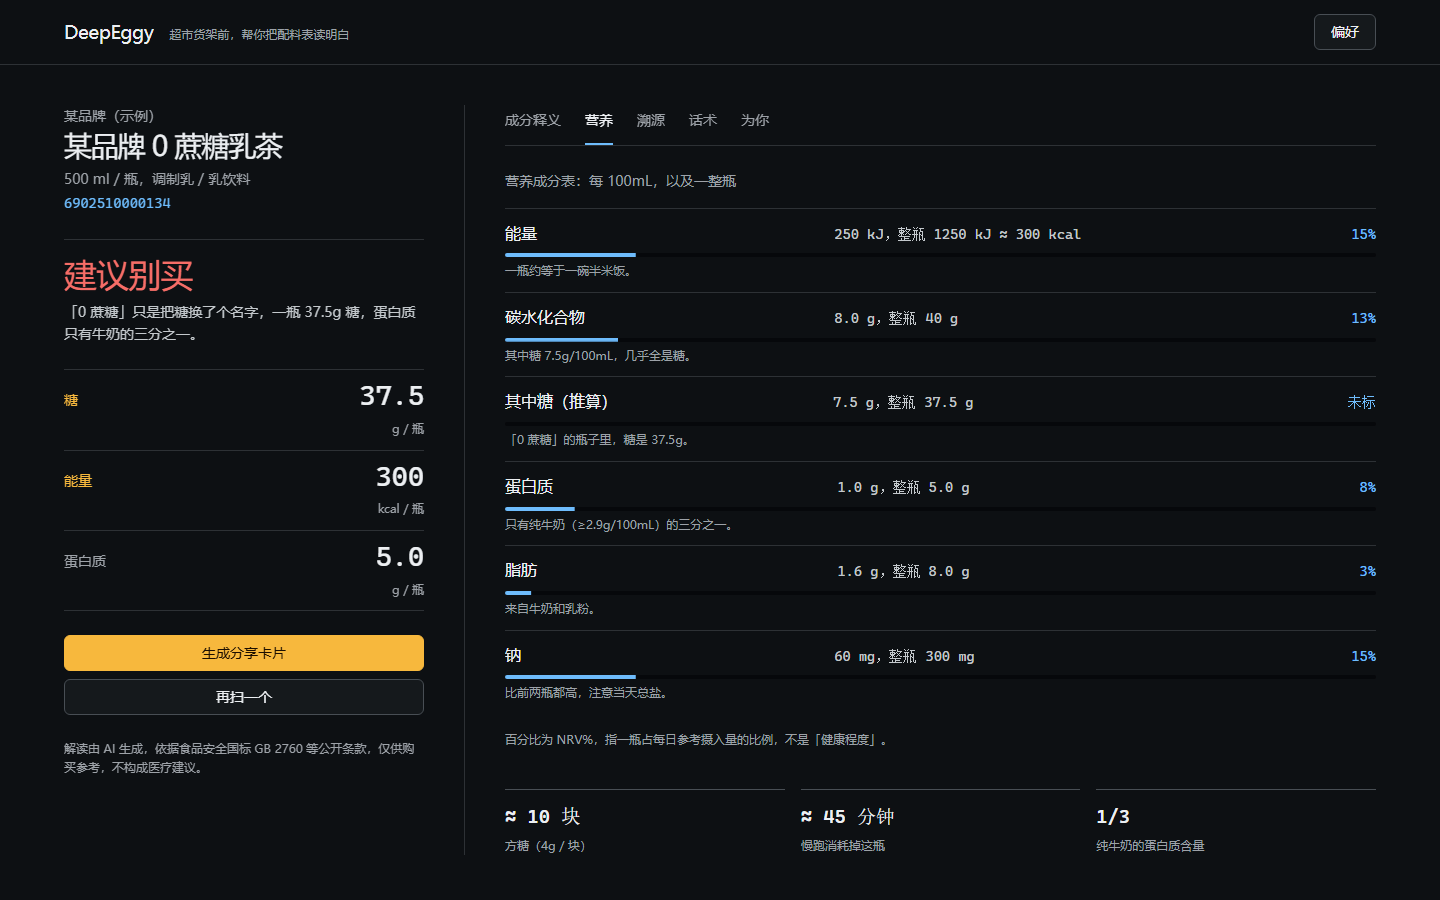 DeepEggy 超市货架前，帮你把配料表读明白
偏好
某品牌（示例）
某品牌 0 蔗糖乳茶
500 ml / 瓶，调制乳 / 乳饮料
6902510000134
建议别买
「0 蔗糖」只是把糖换了个名字，一瓶 37.5g 糖，蛋白质
只有牛奶的三分之一。
糖 37.5
g / 瓶
能量 300
kcal / 瓶
蛋白质 5.0
g / 瓶
生成分享卡片
再扫一个
解读由 AI 生成，依据食品安全国标 GB 2760 等公开条款，仅供购
买参考，不构成医疗建议。
成分释义 营养 溯源 话术 为你
营养成分表：每 100mL，以及一整瓶
能量 250 kJ，整瓶 1250 kJ ≈ 300 kcal 15%
一瓶约等于一碗半米饭。
碳水化合物 8.0 g，整瓶 40 g 13%
其中糖 7.5g/100mL，几乎全是糖。
其中糖（推算） 7.5 g，整瓶 37.5 g 未标
「0 蔗糖」的瓶子里，糖是 37.5g。
蛋白质 1.0 g，整瓶 5.0 g 8%
只有纯牛奶（≥2.9g/100mL）的三分之一。
脂肪 1.6 g，整瓶 8.0 g 3%
来自牛奶和乳粉。
钠 60 mg，整瓶 300 mg 15%
比前两瓶都高，注意当天总盐。
百分比为 NRV%，指一瓶占每日参考摄入量的比例，不是「健康程度」。
≈ 10 块 ≈ 45 分钟 1/3
方糖（4g / 块） 慢跑消耗掉这瓶 纯牛奶的蛋白质含量